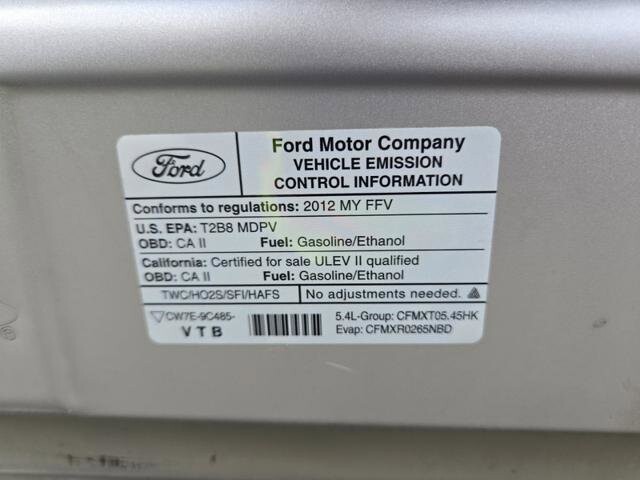 Ford
Ford Motor Company
VEHICLE EMISSION
CONTROL INFORMATION
Conforms to regulations: 2012 MY FFV
U.S. EPA: T2B8 MDPV
OBD: CA II Fuel: Gasoline/Ethanol
California: Certified for sale ULEV II qualified
OBD: CA II Fuel: Gasoline/Ethanol
TWC/HO2S/SFI/HAFS No adjustments needed.
CW7E-9C485-
VTB
5.4L-Group: CFMXT05.45HK
Evap: CFMXR0265NBD